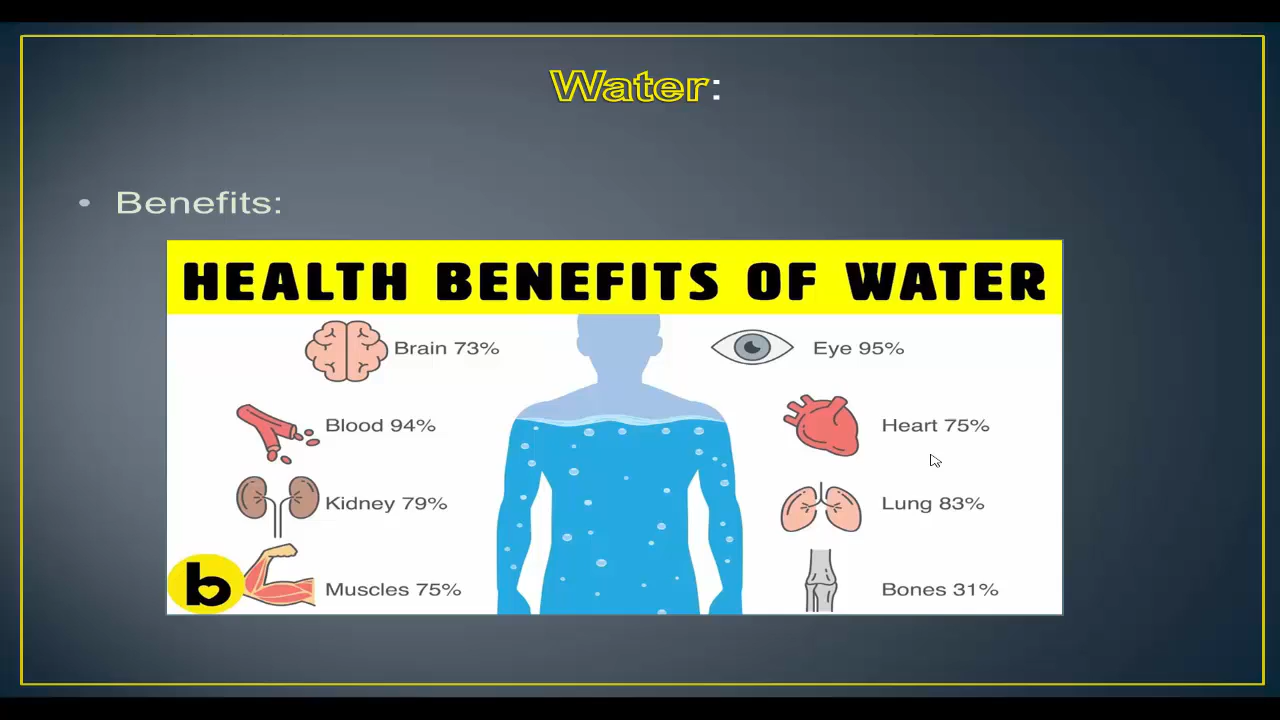 Water:
• Benefits:
HEALTH BENEFITS OF WATER
Brain 73%
Eye 95%
Blood 94%
Heart 75%
Kidney 79%
Lung 83%
b
Muscles 75%
Bones 31%